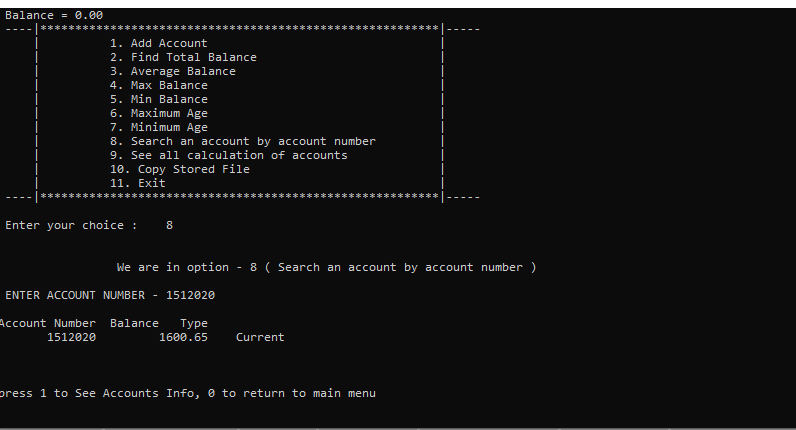 Balance = 0.00
----|*********************************************************|-----
| 1. Add Account |
| 2. Find Total Balance |
| 3. Average Balance |
| 4. Max Balance |
| 5. Min Balance |
| 6. Maximum Age |
| 7. Minimum Age |
| 8. Search an account by account number |
| 9. See all calculation of accounts |
| 10. Copy Stored File |
| 11. Exit |
----|*********************************************************|-----
Enter your choice : 8
We are in option - 8 ( Search an account by account number )
ENTER ACCOUNT NUMBER - 1512020
Account Number Balance Type
1512020 1600.65 Current
press 1 to See Accounts Info, 0 to return to main menu